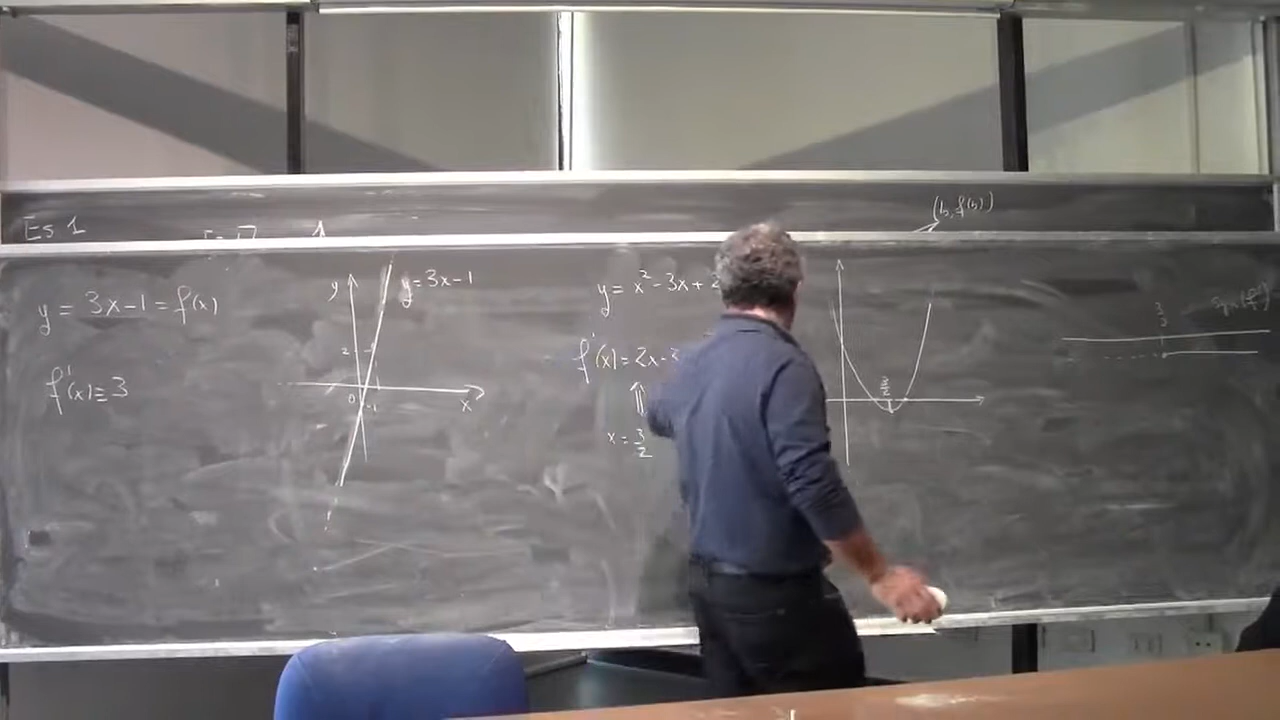 Es 1
(b, f(b))
y = 3x-1 = f(x)
f'(x) ≡ 3
y
y = 3x-1
2
0
-1
x
y = x² - 3x + 2
f'(x) = 2x - 3
x = 3/2
3/2
3/2
sgn(f')